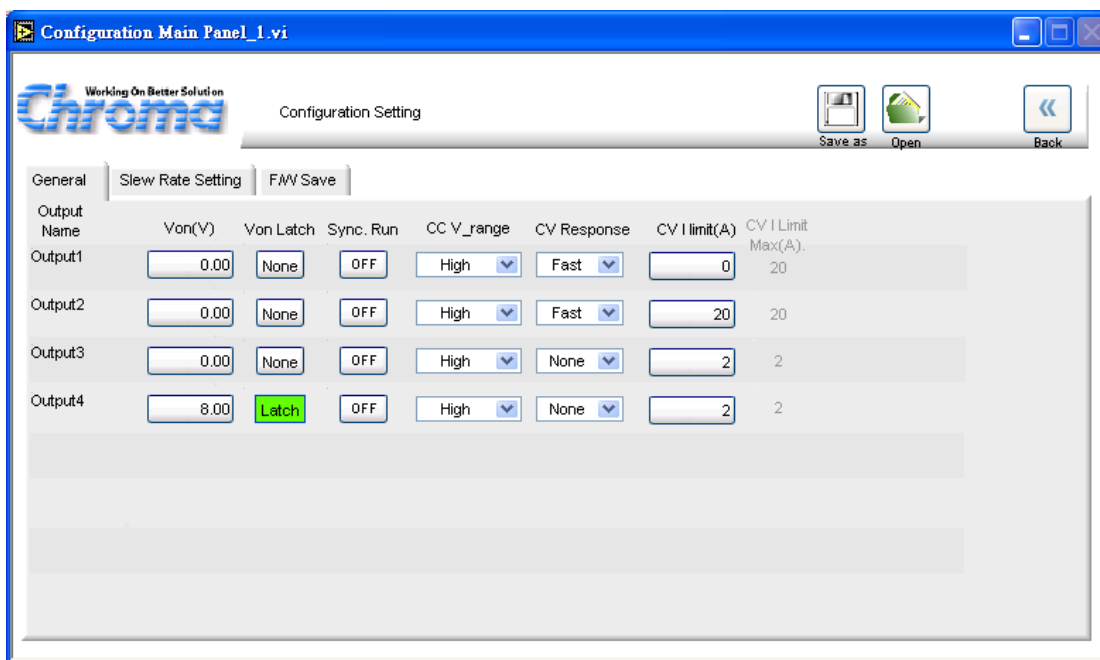 Configuration Main Panel_1.vi
Working On Better Solution
Chroma
Configuration Setting
Save as
Open
Back
General
Slew Rate Setting
F/W Save
Output Name
Von(V)
Von Latch
Sync. Run
CC V_range
CV Response
CV I limit(A)
CV I Limit Max(A).
Output1 0.00 None OFF High Fast 0 20
Output2 0.00 None OFF High Fast 20 20
Output3 0.00 None OFF High None 2 2
Output4 8.00 Latch OFF High None 2 2